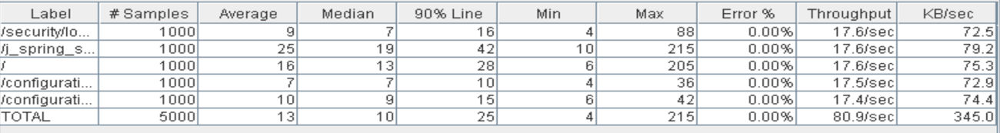 Label # Samples Average Median 90% Line Min Max Error % Throughput KB/sec
/security/lo... 1000 9 7 16 4 88 0.00% 17.6/sec 72.5
/j_spring_s... 1000 25 19 42 10 215 0.00% 17.6/sec 79.2
/ 1000 16 13 28 6 205 0.00% 17.6/sec 75.3
/configurati... 1000 7 7 10 4 36 0.00% 17.5/sec 72.9
/configurati... 1000 10 9 15 6 42 0.00% 17.4/sec 74.4
TOTAL 5000 13 10 25 4 215 0.00% 80.9/sec 345.0